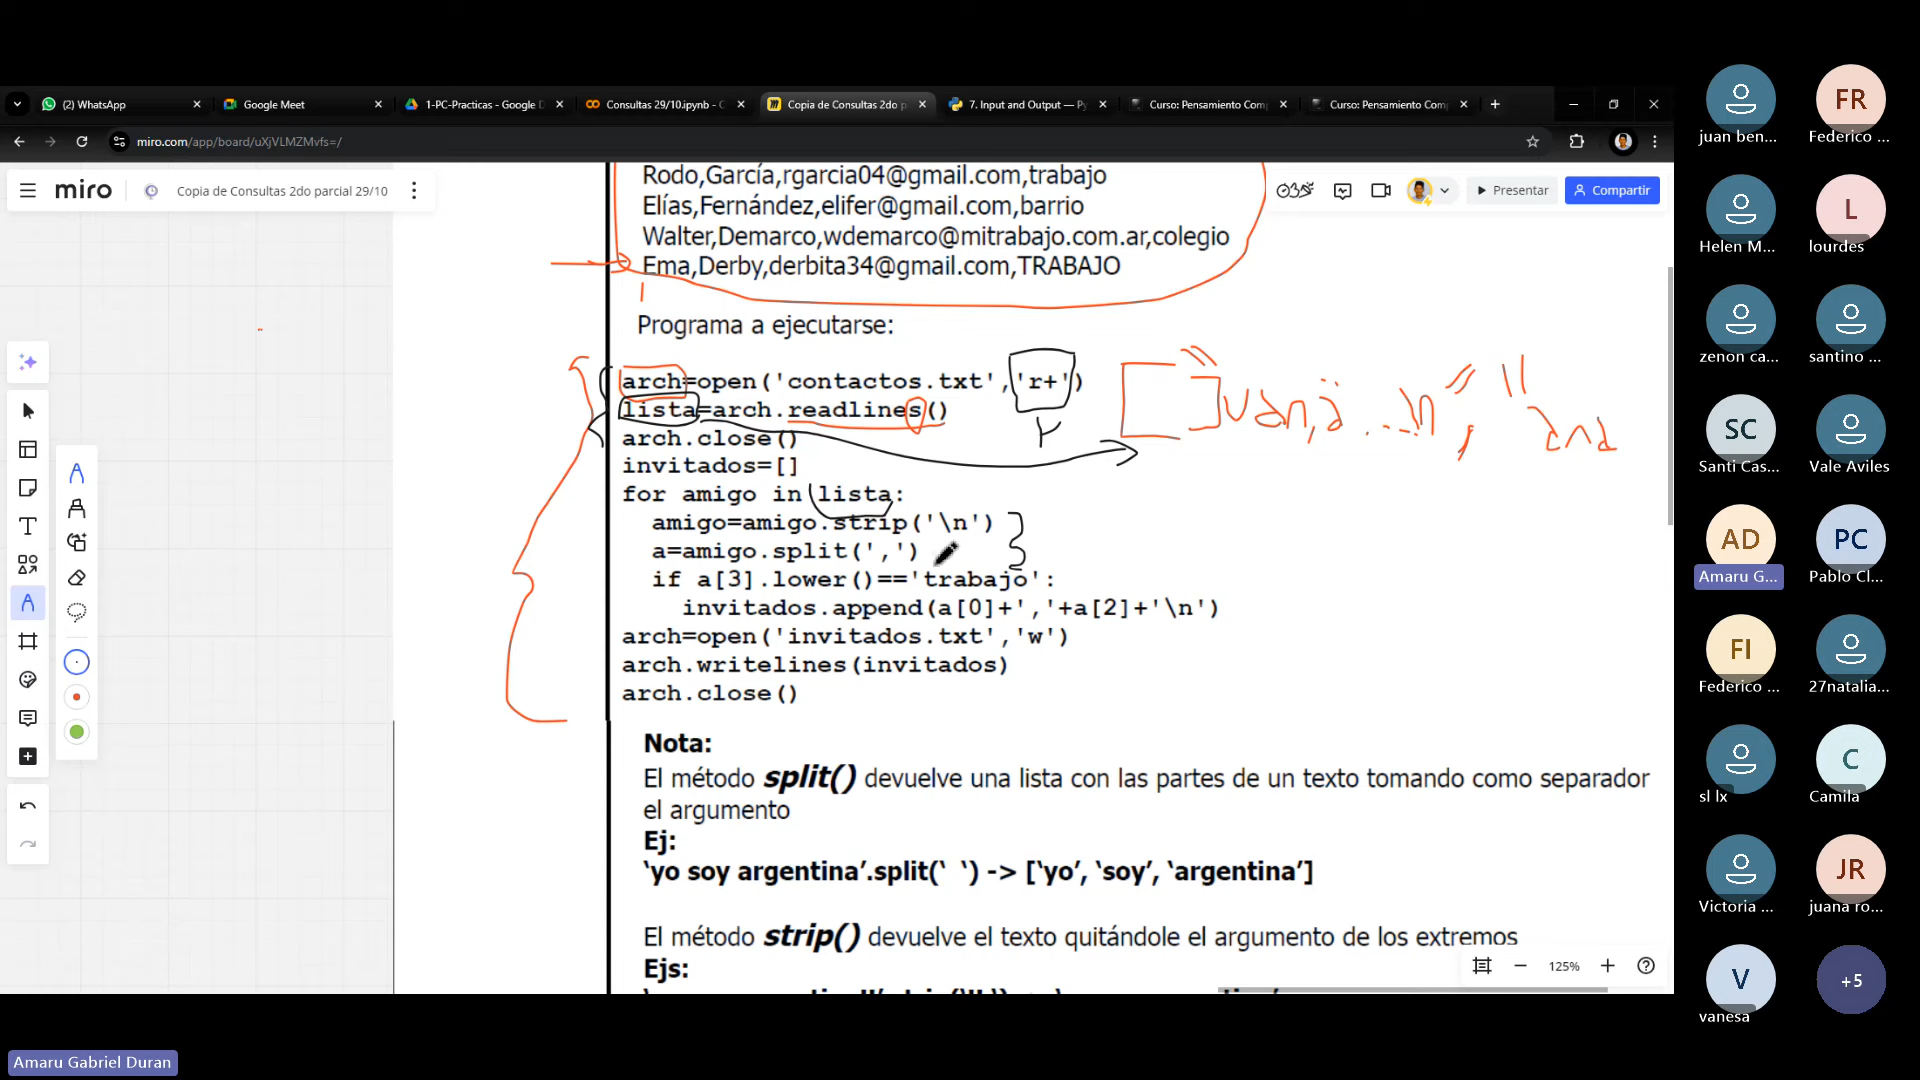 (2) WhatsApp
Google Meet
1-PC-Practicas - Google D
Consultas 29/10.ipynb - C
Copia de Consultas 2do p
7. Input and Output — Py
Curso: Pensamiento Com
Curso: Pensamiento Com
miro.com/app/board/uXjVLMZMvfs=/
miro
Copia de Consultas 2do parcial 29/10
Presentar
Compartir
Rodo,García,rgarcia04@gmail.com,trabajo
Elías,Fernández,elifer@gmail.com,barrio
Walter,Demarco,wdemarco@mitrabajo.com.ar,colegio
Ema,Derby,derbita34@gmail.com,TRABAJO
Programa a ejecutarse:
arch=open('contactos.txt','r+')
lista=arch.readlines()
arch.close()
invitados=[]
for amigo in lista:
amigo=amigo.strip('\n')
a=amigo.split(',')
if a[3].lower()=='trabajo':
invitados.append(a[0]+','+a[2]+'\n')
arch=open('invitados.txt','w')
arch.writelines(invitados)
arch.close()
Nota:
El método split() devuelve una lista con las partes de un texto tomando como separador
el argumento
Ej:
‘yo soy argentina’.split(‘ ‘) -> [‘yo’, ‘soy’, ‘argentina’]
El método strip() devuelve el texto quitándole el argumento de los extremos
Ejs:
125%
juan ben...
FR
Federico ...
Helen M...
L
lourdes
zenon ca...
santino ...
SC
Santi Cas...
Vale Aviles
AD
Amaru G...
PC
Pablo Cl...
FI
Federico ...
27natalia...
sl lx
C
Camila
Victoria ...
JR
juana ro...
V
vanesa
+5
Amaru Gabriel Duran